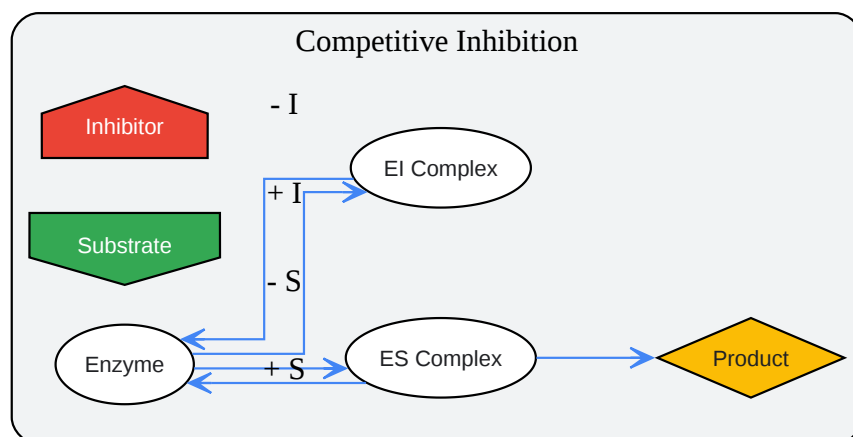 Competitive Inhibition
- I
Inhibitor
EI Complex
+ I
Substrate
- S
Enzyme
+ S
ES Complex
Product